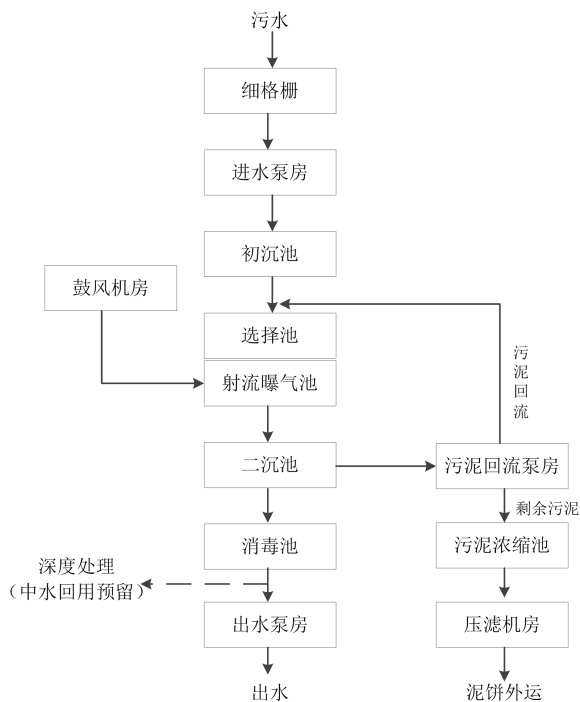 污水
细格栅
进水泵房
初沉池
鼓风机房
选择池
污泥回流
射流曝气池
二沉池
污泥回流泵房
剩余污泥
消毒池
污泥浓缩池
深度处理
（中水回用预留）
出水泵房
压滤机房
出水
泥饼外运